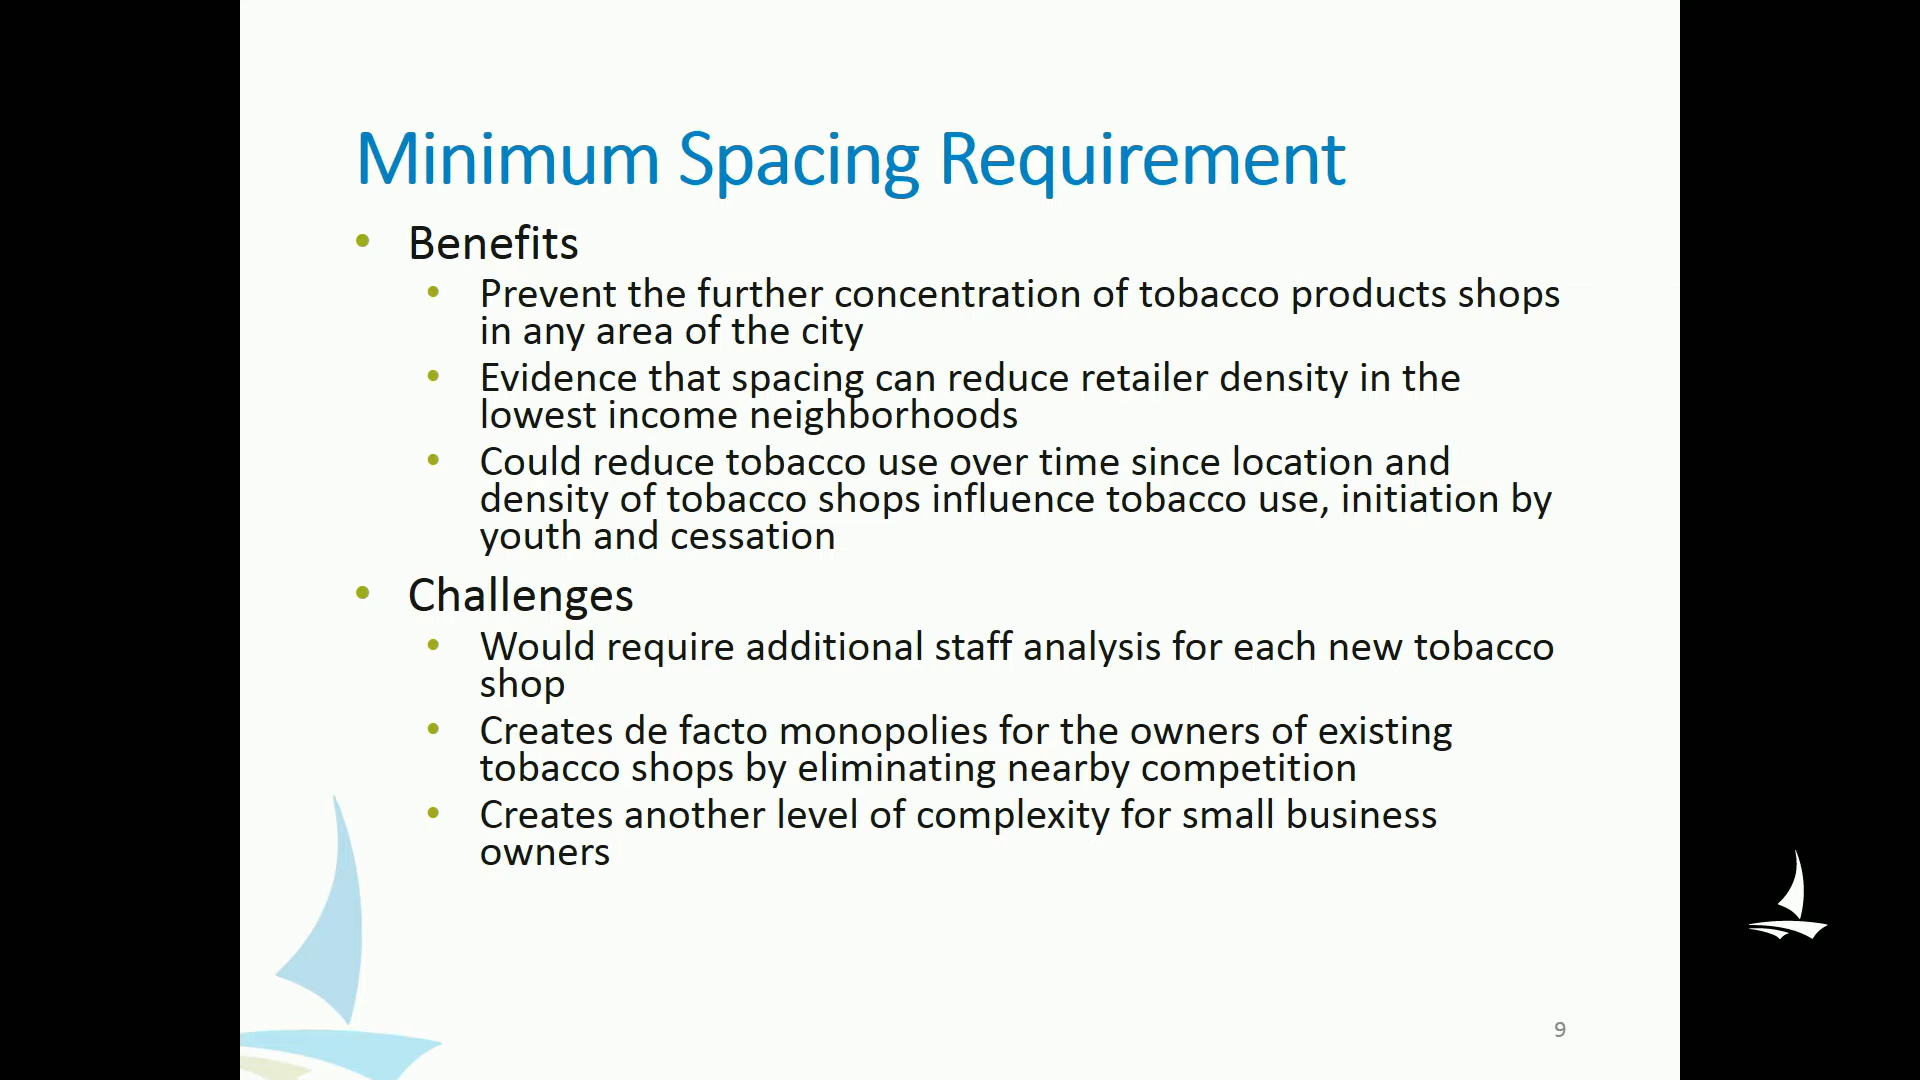 Minimum Spacing Requirement
• Benefits
• Prevent the further concentration of tobacco products shops
in any area of the city
• Evidence that spacing can reduce retailer density in the
lowest income neighborhoods
• Could reduce tobacco use over time since location and
density of tobacco shops influence tobacco use, initiation by
youth and cessation
• Challenges
• Would require additional staff analysis for each new tobacco
shop
• Creates de facto monopolies for the owners of existing
tobacco shops by eliminating nearby competition
• Creates another level of complexity for small business
owners
9